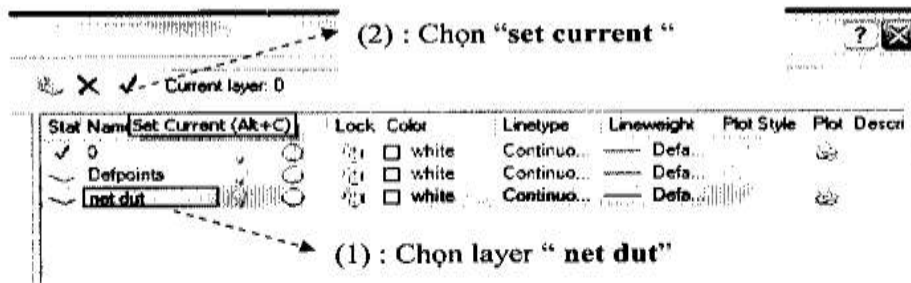 (2) : Chọn “set current “
?
Current layer: 0
Stat Name Set Current (Alt+C) Lock Color Linetype Lineweight Plot Style Plot Descri
0 white Continuo... Defa...
Defpoints white Continuo... Defa...
net dut white Continuo... Defa...
(1) : Chọn layer “ net dut”